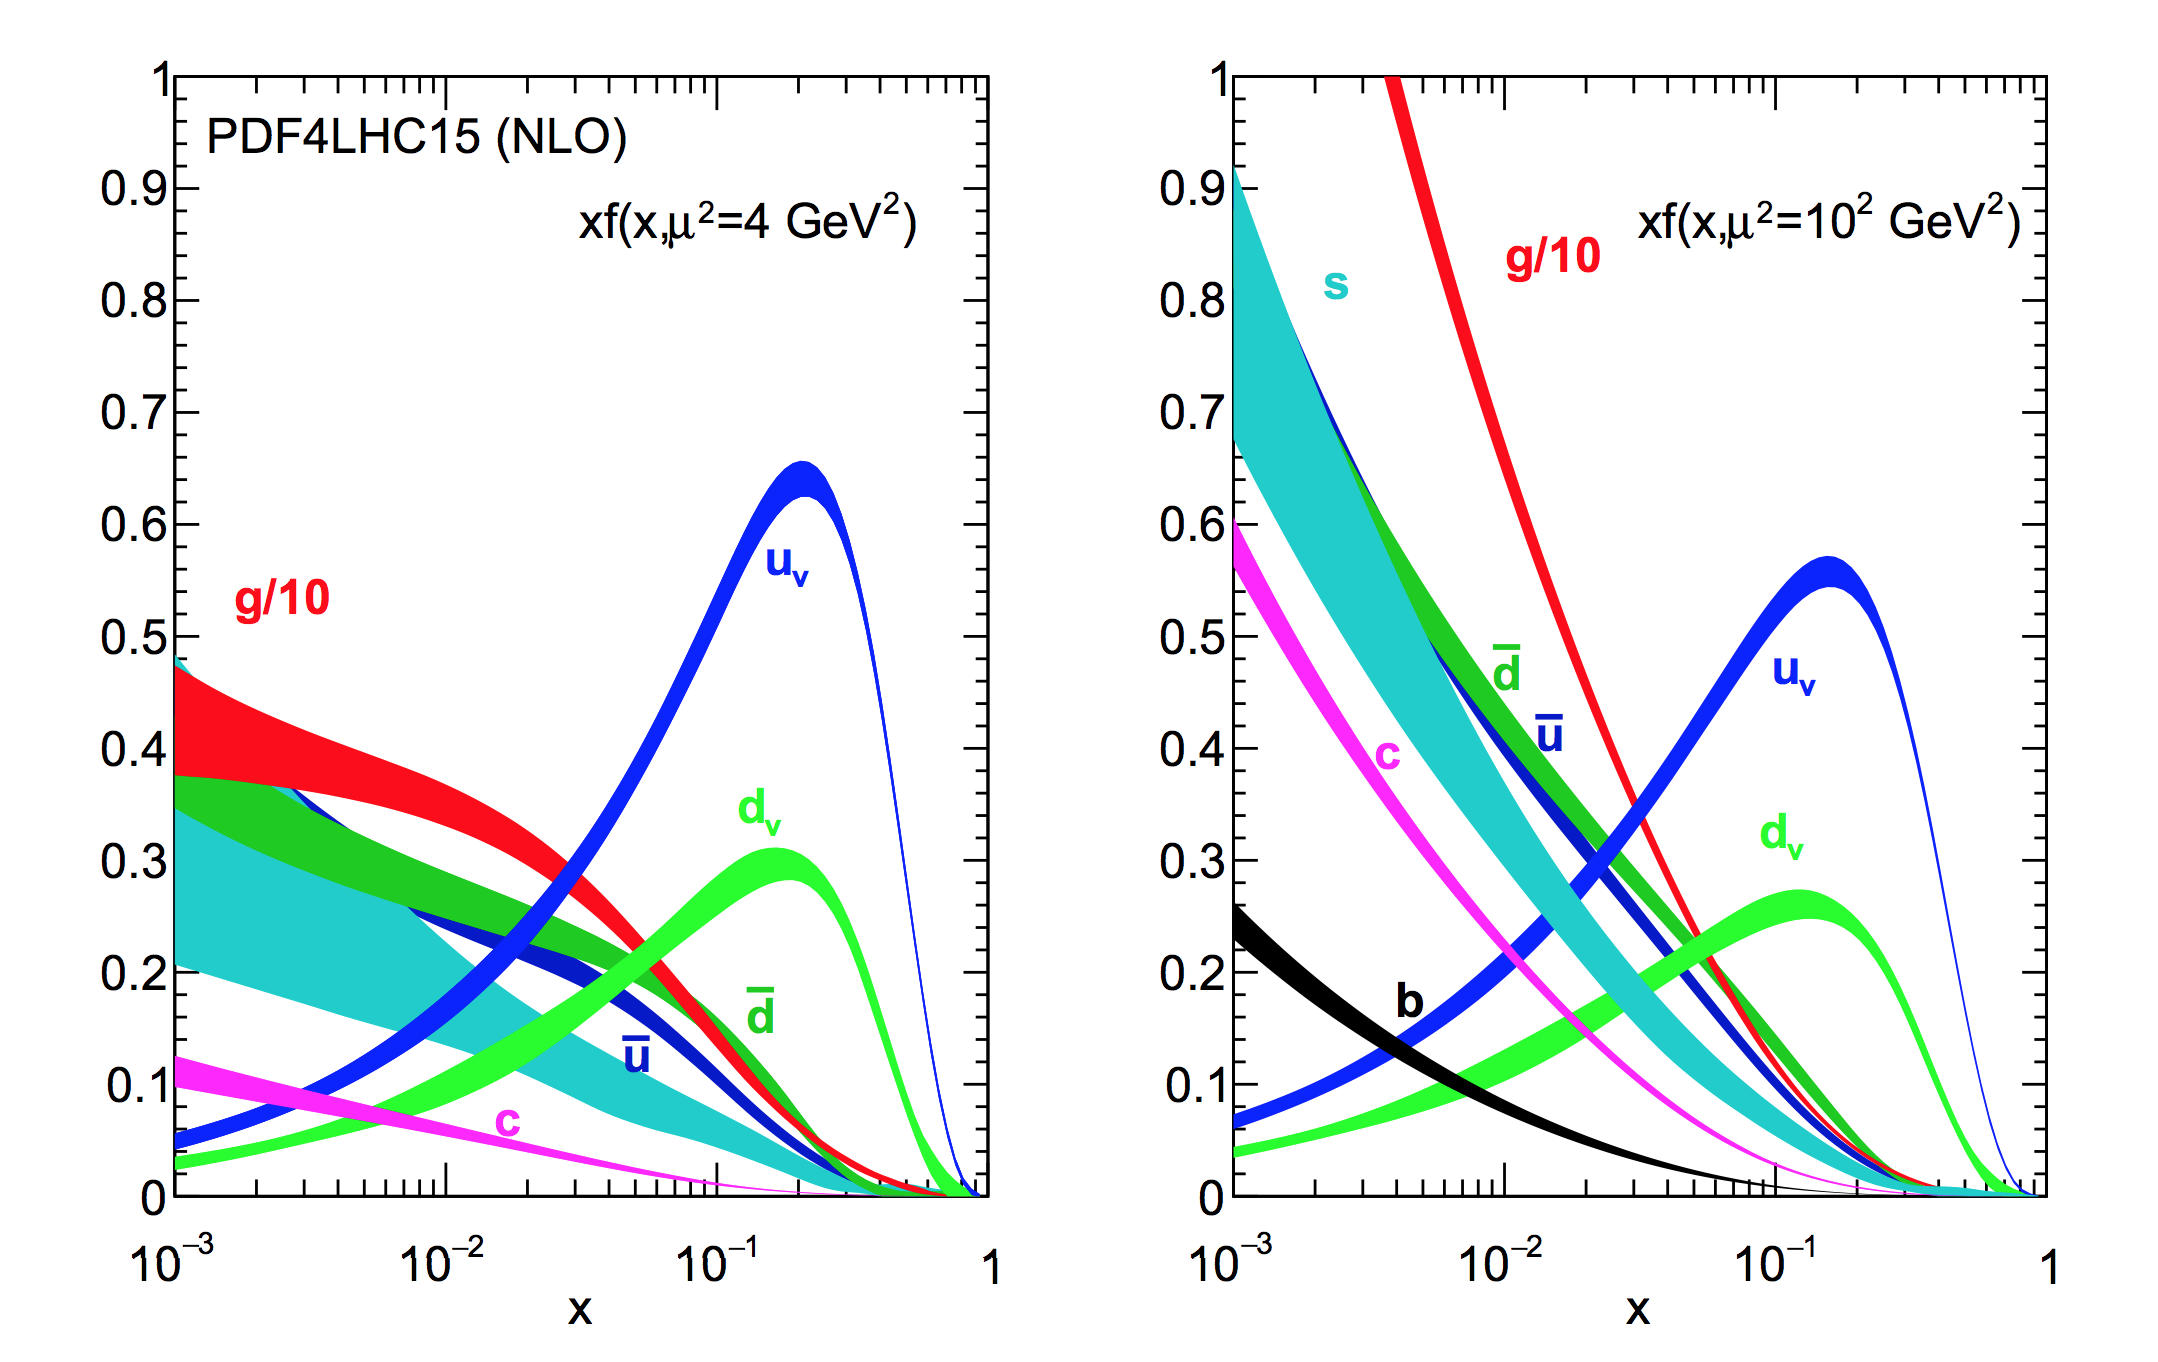 PDF4LHC15 (NLO)
xf(x,μ²=4 GeV²)
1
0.9
0.8
0.7
0.6
0.5
0.4
0.3
0.2
0.1
0
g/10
u_v
d_v
d̄
ū
c
10⁻³ 10⁻² 10⁻¹ 1
x
xf(x,μ²=10² GeV²)
1
0.9
0.8
0.7
0.6
0.5
0.4
0.3
0.2
0.1
0
g/10
s
d̄
ū
u_v
c
d_v
b
10⁻³ 10⁻² 10⁻¹ 1
x